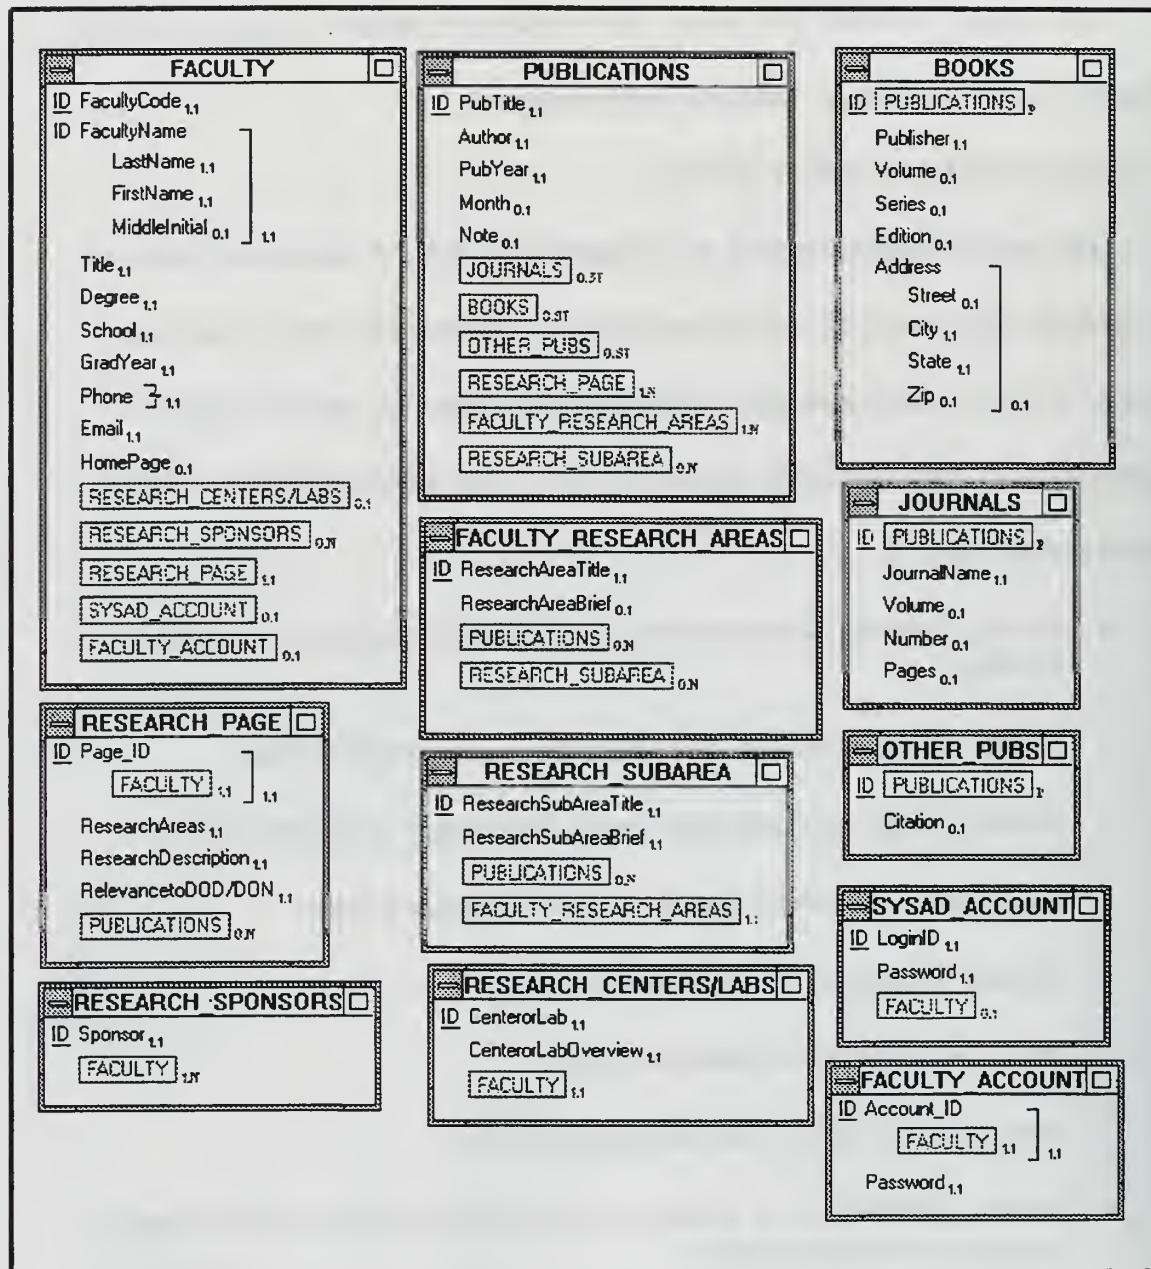 FACULTY
ID FacultyCode 1.1
ID FacultyName
LastName 1.1
FirstName 1.1
MiddleInitial 0.1 1.1
Title 1.1
Degree 1.1
School 1.1
GradYear 1.1
Phone 1.1
Email 1.1
HomePage 0.1
RESEARCH_CENTERS/LABS 0.1
RESEARCH_SPONSORS 0.N
RESEARCH_PAGE 1.1
SYSAD_ACCOUNT 0.1
FACULTY_ACCOUNT 0.1
RESEARCH_PAGE
ID Page_ID
FACULTY 1.1 1.1
ResearchAreas 1.1
ResearchDescription 1.1
RelevancetoDOD/DON 1.1
PUBLICATIONS 0.N
RESEARCH_SPONSORS
ID Sponsor 1.1
FACULTY 1.N
PUBLICATIONS
ID PubTitle 1.1
Author 1.1
PubYear 1.1
Month 0.1
Note 0.1
JOURNALS 0.ST
BOOKS 0.ST
OTHER_PUBS 0.ST
RESEARCH_PAGE 1.N
FACULTY_RESEARCH_AREAS 1.N
RESEARCH_SUBAREA 0.N
FACULTY_RESEARCH_AREAS
ID ResearchAreaTitle 1.1
ResearchAreaBrief 0.1
PUBLICATIONS 0.N
RESEARCH_SUBAREA 0.N
RESEARCH_SUBAREA
ID ResearchSubAreaTitle 1.1
ResearchSubAreaBrief 1.1
PUBLICATIONS 0.N
FACULTY_RESEARCH_AREAS 1.1
RESEARCH_CENTERS/LABS
ID CenterorLab 1.1
CenterorLabOverview 1.1
FACULTY 1.1
BOOKS
ID PUBLICATIONS P
Publisher 1.1
Volume 0.1
Series 0.1
Edition 0.1
Address
Street 0.1
City 1.1
State 1.1
Zip 0.1 0.1
JOURNALS
ID PUBLICATIONS P
JournalName 1.1
Volume 0.1
Number 0.1
Pages 0.1
OTHER_PUBS
ID PUBLICATIONS P
Citation 0.1
SYSAD_ACCOUNT
ID LoginID 1.1
Password 1.1
FACULTY 0.1
FACULTY_ACCOUNT
ID Account_ID
FACULTY 1.1 1.1
Password 1.1